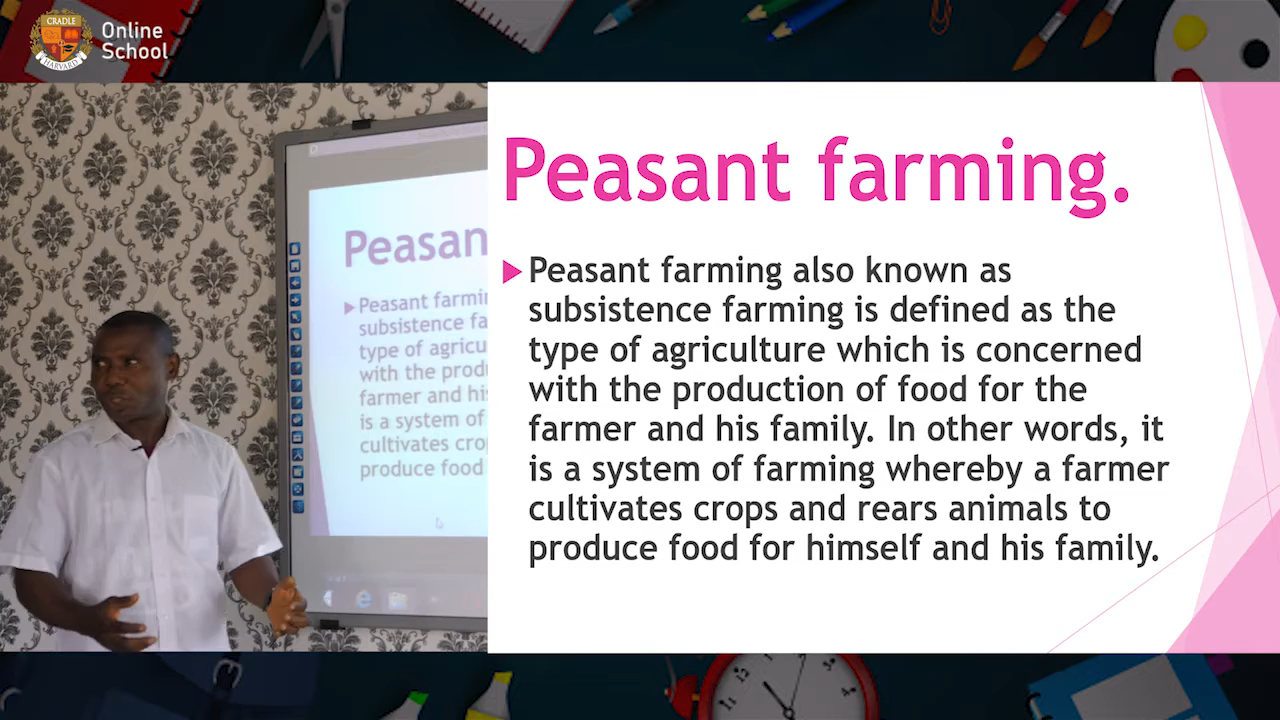 CRADLE
HARVARD
Online
School
Peasan
Peasant farmin
subsistence fa
type of agricu
with the produ
farmer and his
is a system of
cultivates crop
produce food
Peasant farming.
Peasant farming also known as
subsistence farming is defined as the
type of agriculture which is concerned
with the production of food for the
farmer and his family. In other words, it
is a system of farming whereby a farmer
cultivates crops and rears animals to
produce food for himself and his family.